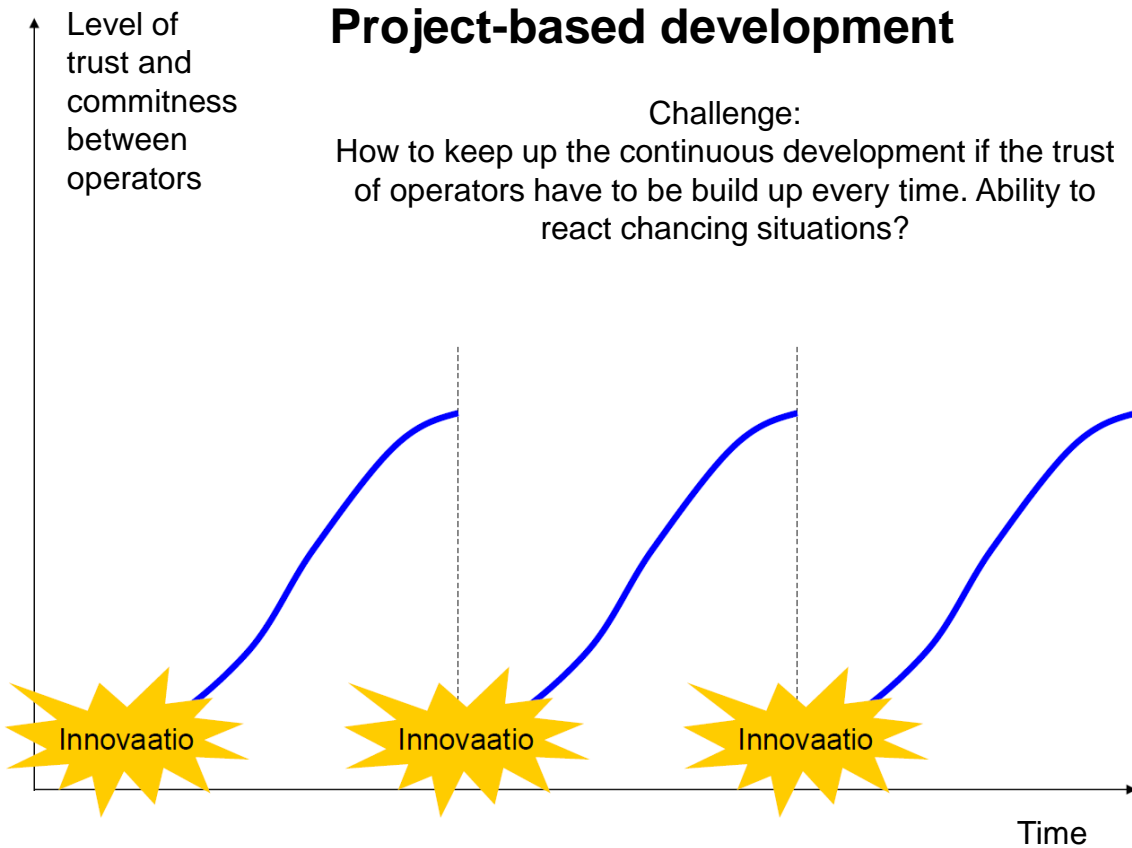 Level of
trust and
commitness
between
operators
Project-based development
Challenge:
How to keep up the continuous development if the trust
of operators have to be build up every time. Ability to
react chancing situations?
Innovaatio
Innovaatio
Innovaatio
Time